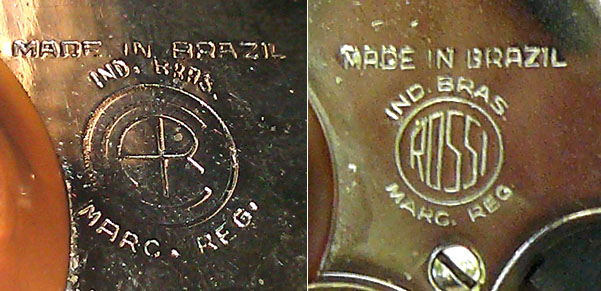 MADE IN BRAZIL
IND. BRAS.
R
MARC. REG.
MADE IN BRAZIL
IND. BRAS.
ROSSI
MARC. REG